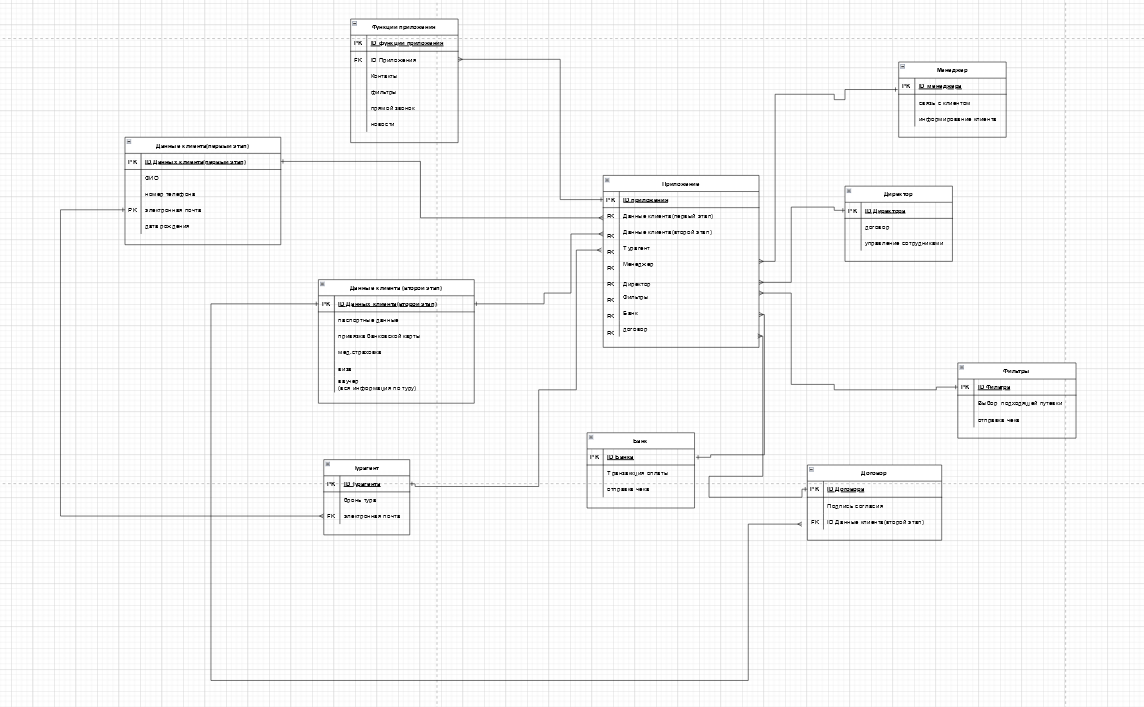 Функции приложения
PK ID функции приложения
FK ID Приложения
Контакты
фильтры
прямой звонок
новости
Менеджер
PK ID менеджера
связь с клиентом
информирование клиента
Данные клиента(первый этап)
PK ID Данных клиента(первый этап)
ФИО
номер телефона
PK электронная почта
дата рождения
Приложение
PK ID приложения
FK Данные клиента(первый этап)
FK Данные клиента(второй этап)
FK Турагент
FK Менеджер
FK Директор
FK Фильтры
FK Банк
FK договор
Директор
PK ID Директора
договор
управление сотрудниками
Данные клиента (второй этап)
PK ID Данных клиента(второй этап)
паспортные данные
привязка банковской карты
мед.страховка
виза
ваучер
(вся информация по туру)
Фильтры
PK ID Фильтра
Выбор подходящей путевки
отправка чека
Банк
PK ID Банка
Транзакция оплаты
отправка чека
Турагент
PK ID Турагента
бронь тура
FK электронная почта
Договор
PK ID Договора
Подпись согласия
FK ID Данные клиента(второй этап)